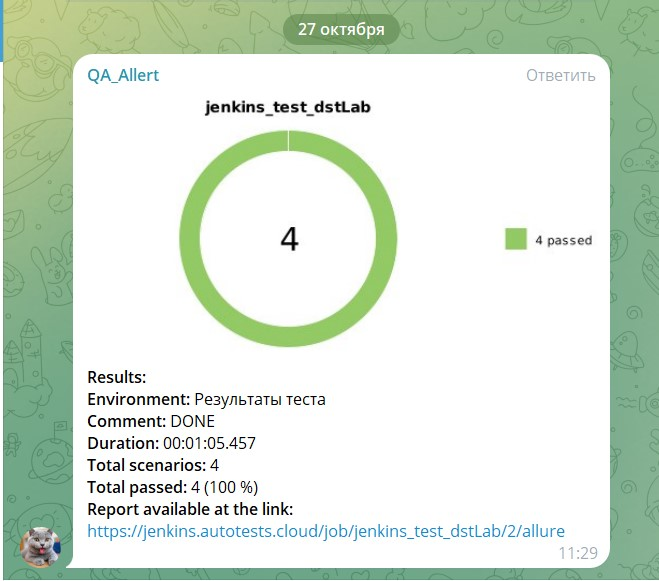 27 октября
QA_Allert Ответить
jenkins_test_dstLab
4
4 passed
Results:
Environment: Результаты теста
Comment: DONE
Duration: 00:01:05.457
Total scenarios: 4
Total passed: 4 (100 %)
Report available at the link:
https://jenkins.autotests.cloud/job/jenkins_test_dstLab/2/allure
11:29